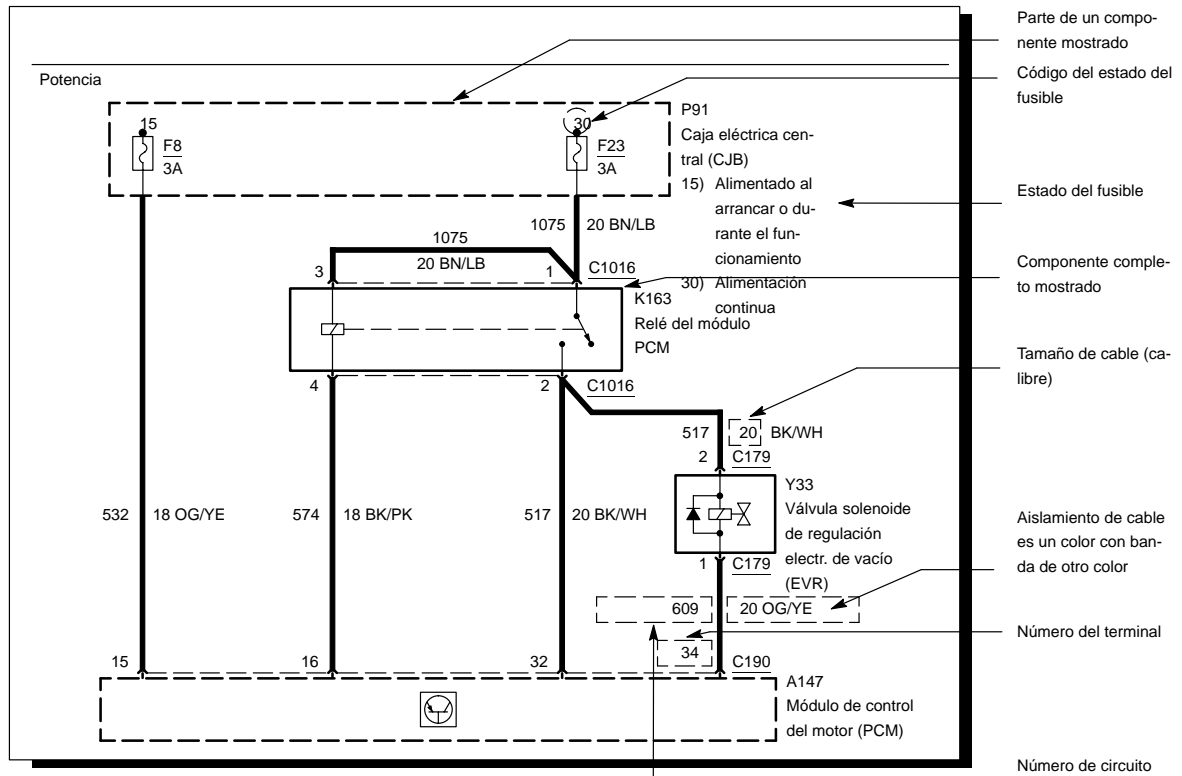 Parte de un compo-
nente mostrado
Potencia
Código del estado del
fusible
15
F8
3A
30
F23
3A
P91
Caja eléctrica cen-
tral (CJB)
15) Alimentado al
arrancar o du-
rante el fun-
cionamiento
30) Alimentación
continua
Estado del fusible
1075
20 BN/LB
1075
20 BN/LB
3
1
C1016
K163
Relé del módulo
PCM
Componente comple-
to mostrado
4
2
C1016
Tamaño de cable (ca-
libre)
517
20
BK/WH
2
C179
Y33
Válvula solenoide
de regulación
electr. de vacío
(EVR)
532
18 OG/YE
574
18 BK/PK
517
20 BK/WH
1
C179
Aislamiento de cable
es un color con ban-
da de otro color
609
20 OG/YE
Número del terminal
34
15
16
32
C190
A147
Módulo de control
del motor (PCM)
Número de circuito